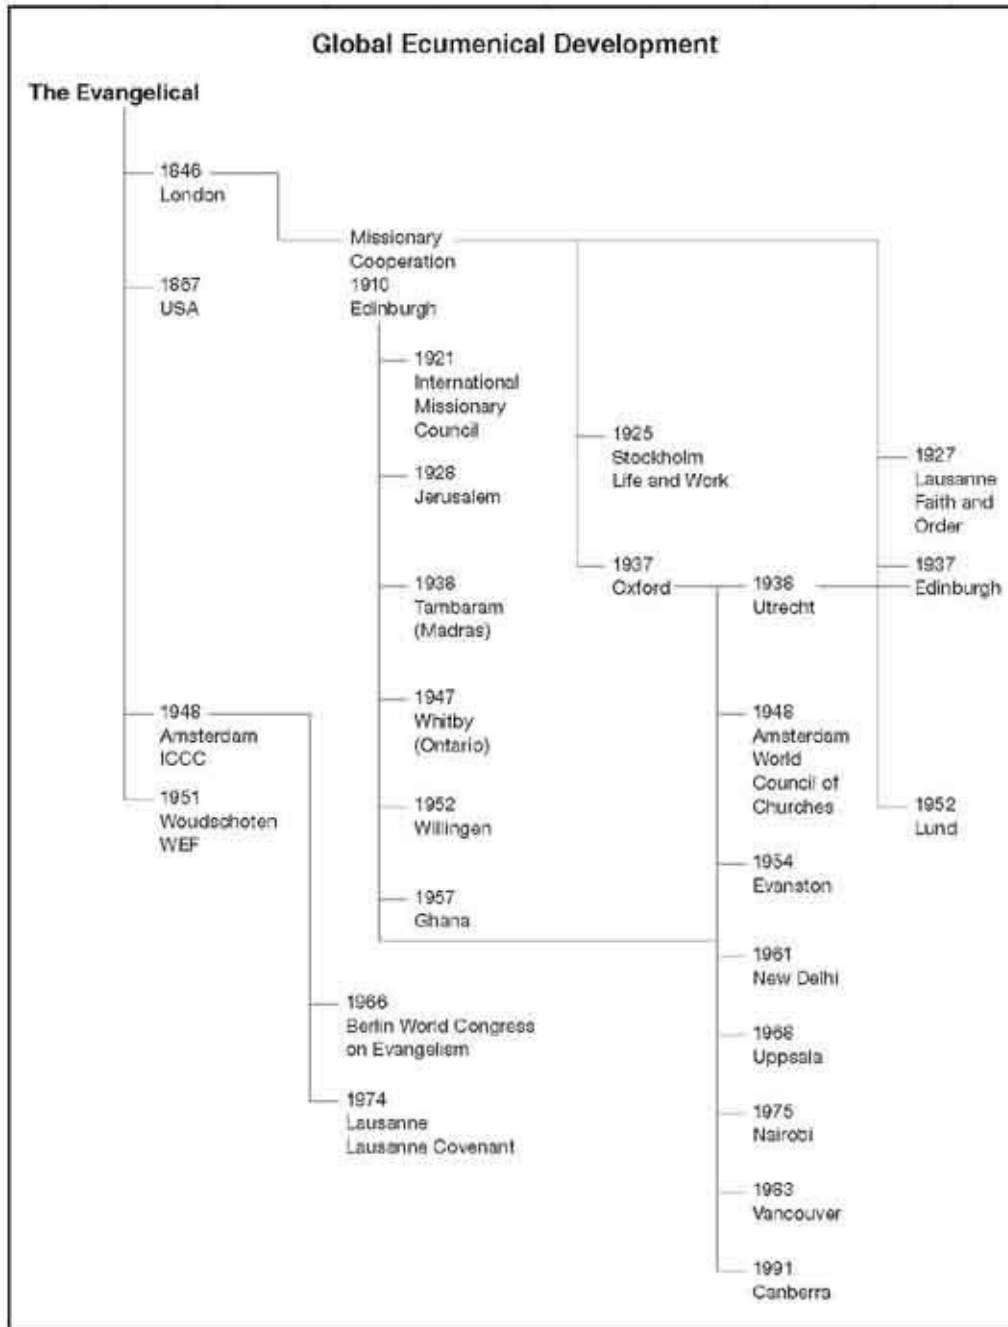 Global Ecumenical Development
The Evangelical
1846
London
1867
USA
Missionary
Cooperation
1910
Edinburgh
1921
International
Missionary
Council
1928
Jerusalem
1938
Tambaram
(Madras)
1947
Whitby
(Ontario)
1952
Willingen
1957
Ghana
1925
Stockholm
Life and Work
1937
Oxford
1927
Lausanne
Faith and
Order
1937
Edinburgh
1938
Utrecht
1948
Amsterdam
ICCC
1951
Woudschoten
WEF
1948
Amsterdam
World
Council of
Churches
1952
Lund
1954
Evanston
1961
New Delhi
1966
Berlin World Congress
on Evangelism
1974
Lausanne
Lausanne Covenant
1968
Uppsala
1975
Nairobi
1983
Vancouver
1991
Canberra